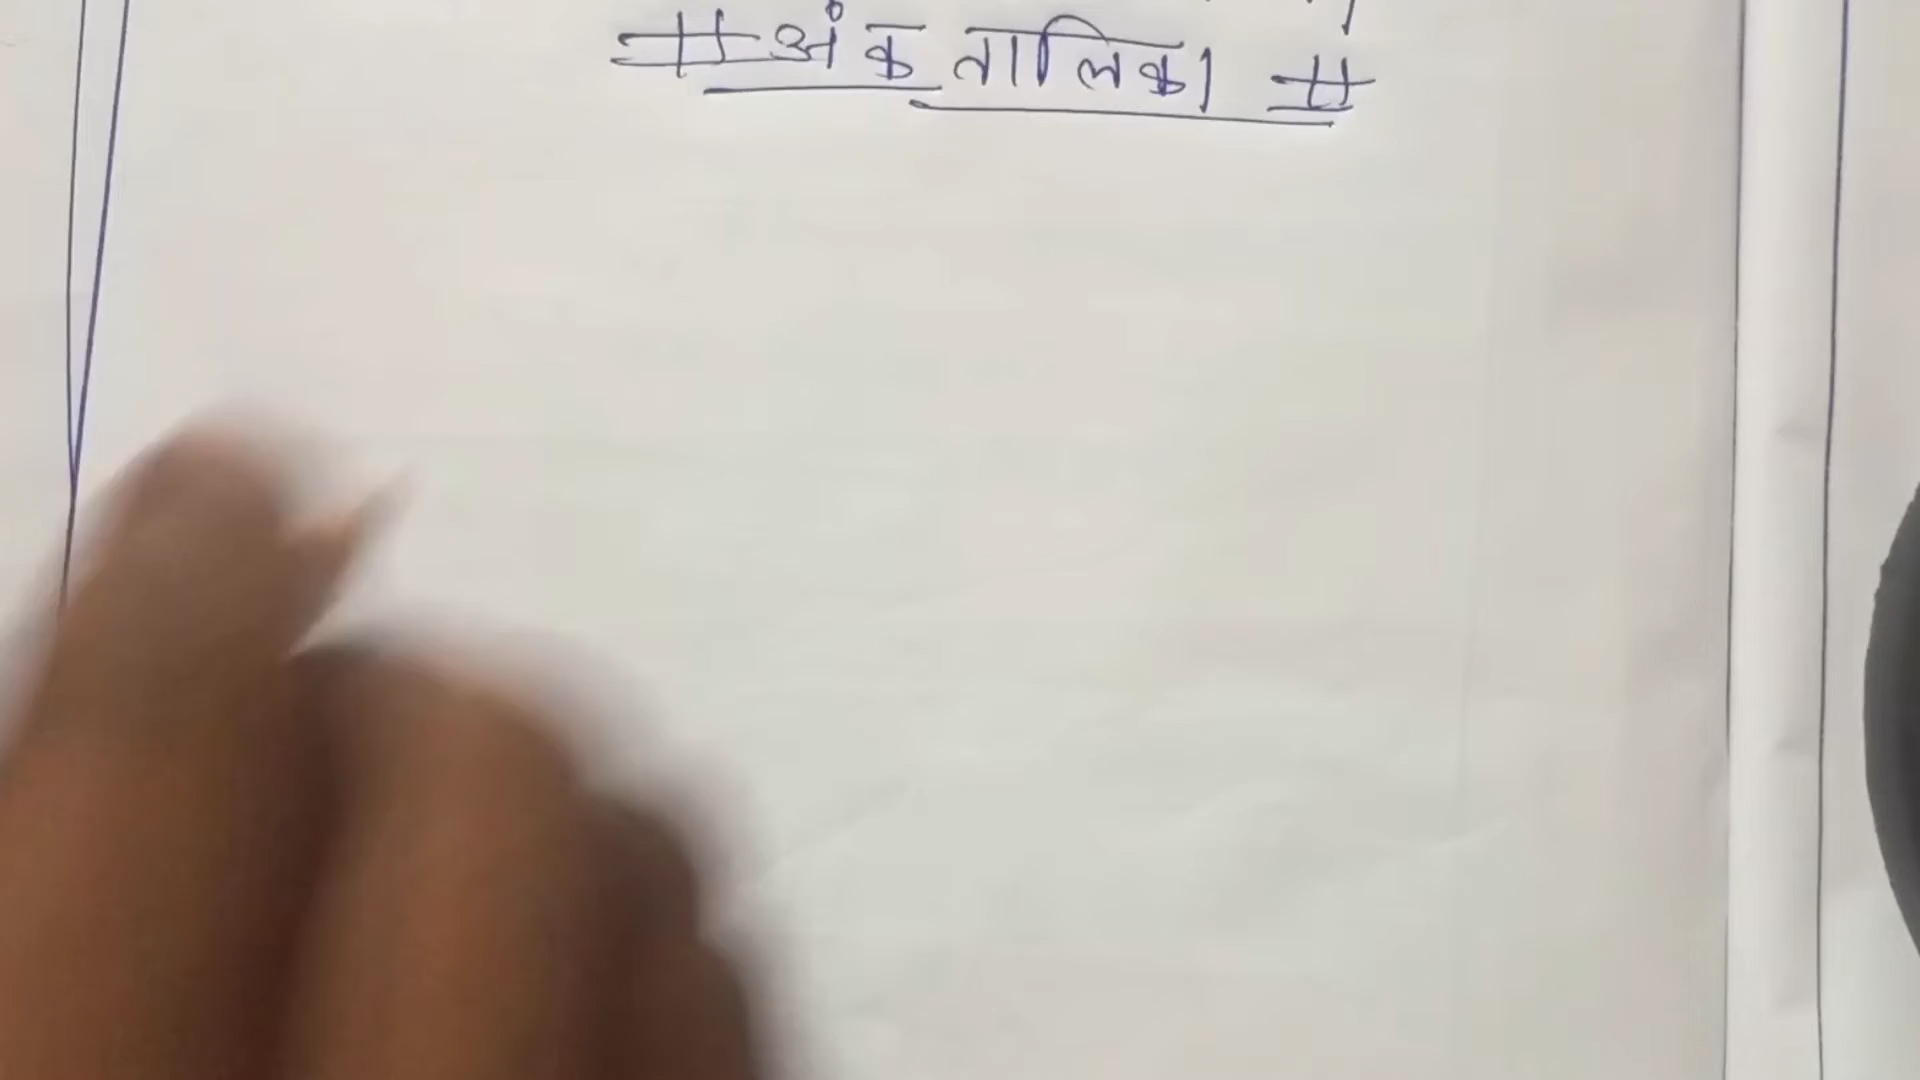 # अंक तालिका #